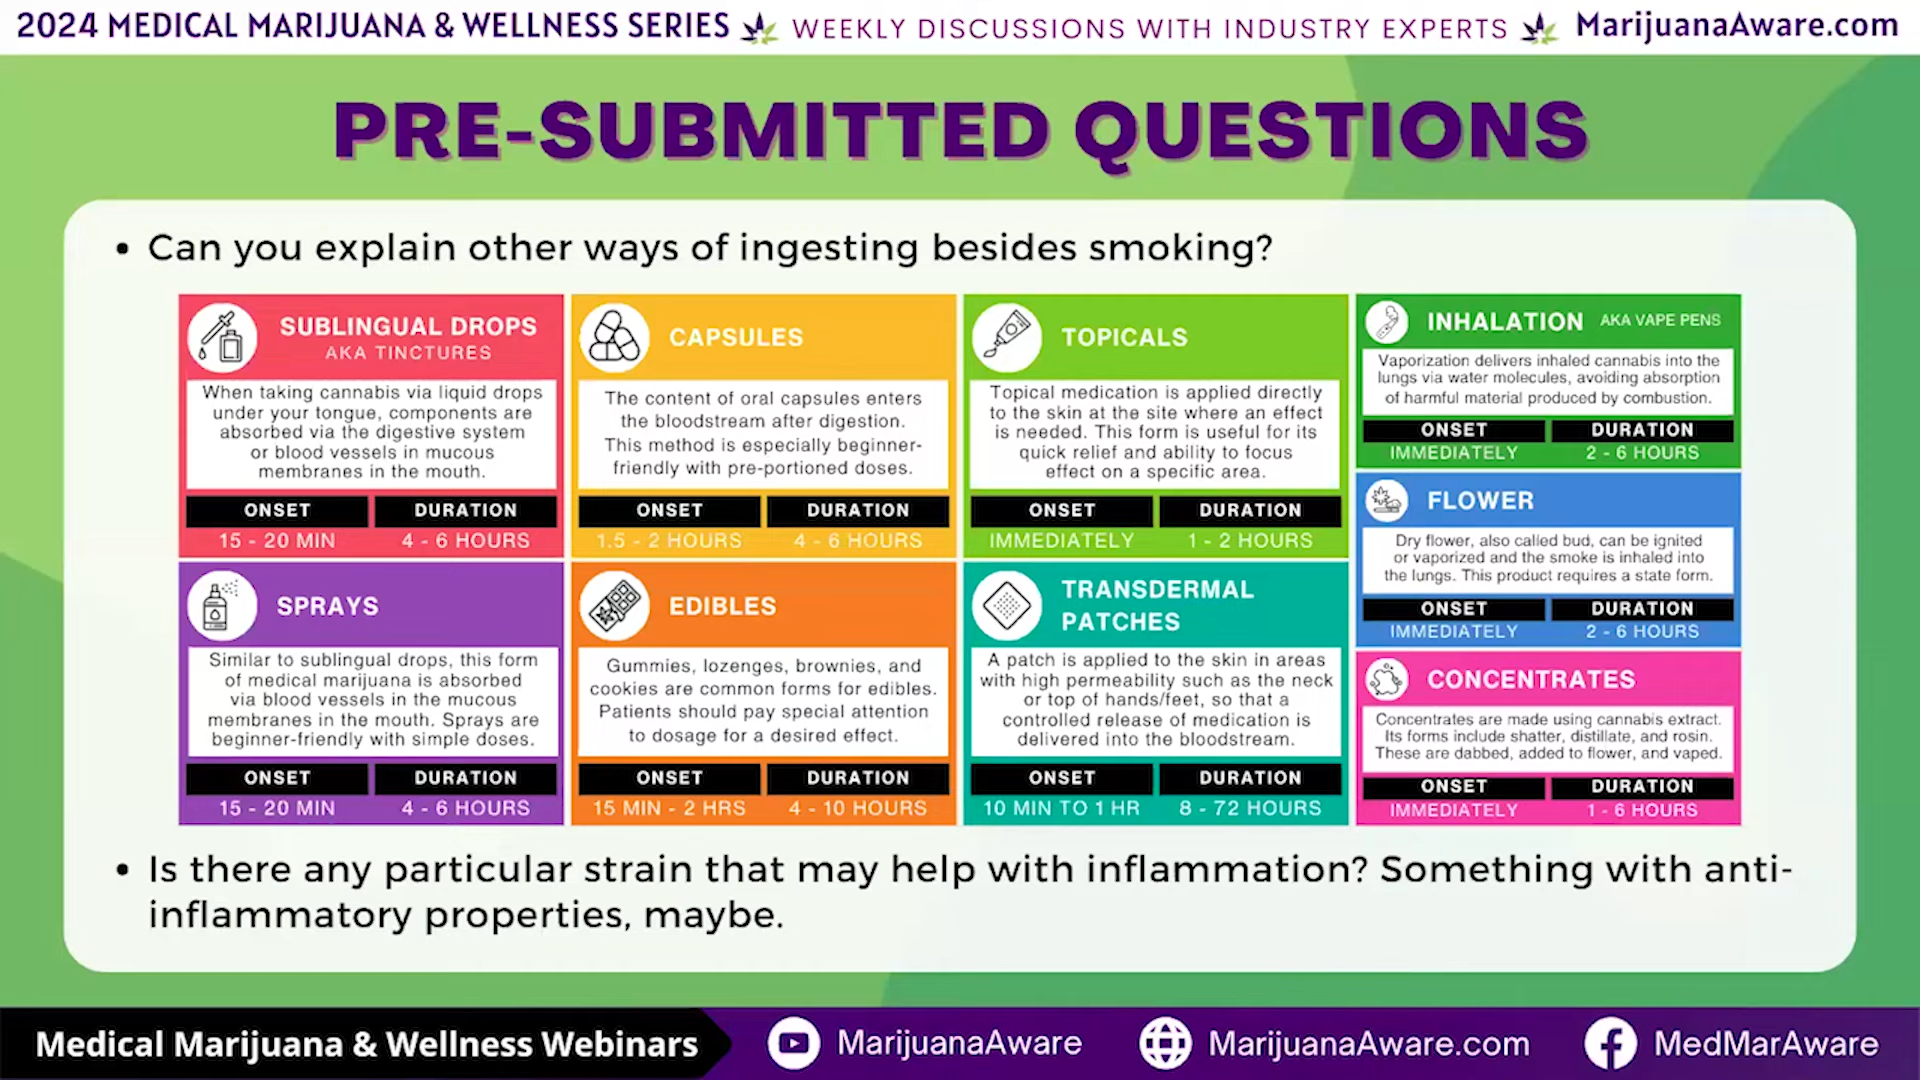 2024 MEDICAL MARIJUANA & WELLNESS SERIES WEEKLY DISCUSSIONS WITH INDUSTRY EXPERTS MarijuanaAware.com
PRE-SUBMITTED QUESTIONS
• Can you explain other ways of ingesting besides smoking?
SUBLINGUAL DROPS
AKA TINCTURES
When taking cannabis via liquid drops
under your tongue, components are
absorbed via the digestive system
or blood vessels in mucous
membranes in the mouth.
ONSET DURATION
15 - 20 MIN 4 - 6 HOURS
CAPSULES
The content of oral capsules enters
the bloodstream after digestion.
This method is especially beginner-
friendly with pre-portioned doses.
ONSET DURATION
1.5 - 2 HOURS 4 - 6 HOURS
TOPICALS
Topical medication is applied directly
to the skin at the site where an effect
is needed. This form is useful for its
quick relief and ability to focus
effect on a specific area.
ONSET DURATION
IMMEDIATELY 1 - 2 HOURS
INHALATION AKA VAPE PENS
Vaporization delivers inhaled cannabis into the
lungs via water molecules, avoiding absorption
of harmful material produced by combustion.
ONSET DURATION
IMMEDIATELY 2 - 6 HOURS
FLOWER
Dry flower, also called bud, can be ignited
or vaporized and the smoke is inhaled into
the lungs. This product requires a state form.
ONSET DURATION
IMMEDIATELY 2 - 6 HOURS
SPRAYS
Similar to sublingual drops, this form
of medical marijuana is absorbed
via blood vessels in the mucous
membranes in the mouth. Sprays are
beginner-friendly with simple doses.
ONSET DURATION
15 - 20 MIN 4 - 6 HOURS
EDIBLES
Gummies, lozenges, brownies, and
cookies are common forms for edibles.
Patients should pay special attention
to dosage for a desired effect.
ONSET DURATION
15 MIN - 2 HRS 4 - 10 HOURS
TRANSDERMAL
PATCHES
A patch is applied to the skin in areas
with high permeability such as the neck
or top of hands/feet, so that a
controlled release of medication is
delivered into the bloodstream.
ONSET DURATION
10 MIN TO 1 HR 8 - 72 HOURS
CONCENTRATES
Concentrates are made using cannabis extract.
Its forms include shatter, distillate, and rosin.
These are dabbed, added to flower, and vaped.
ONSET DURATION
IMMEDIATELY 1 - 6 HOURS
• Is there any particular strain that may help with inflammation? Something with anti-
inflammatory properties, maybe.
Medical Marijuana & Wellness Webinars MarijuanaAware MarijuanaAware.com MedMarAware